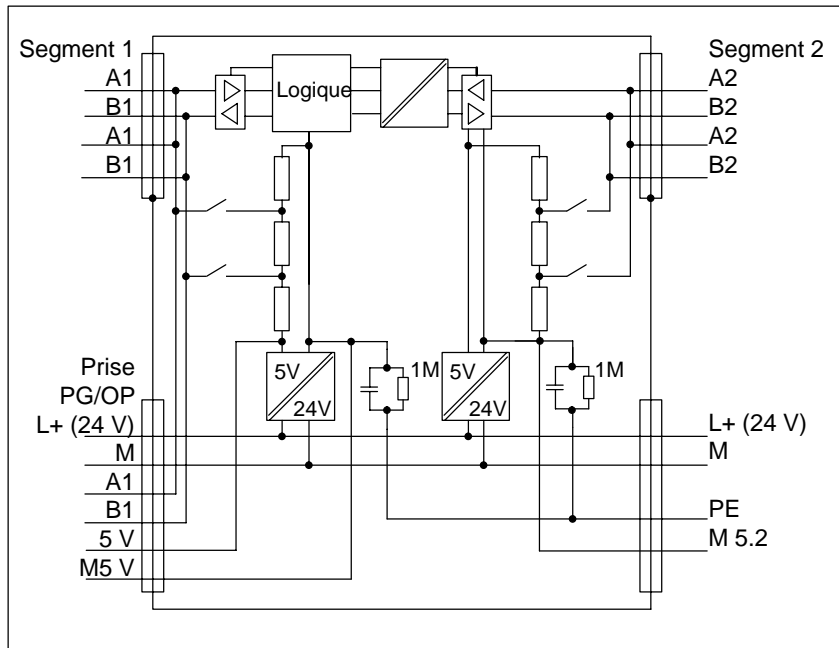 Segment 1
A1
B1
A1
B1
Logique
Segment 2
A2
B2
A2
B2
Prise
PG/OP
L+ (24 V)
M
A1
B1
5 V
M5 V
5V
24V
1M
5V
24V
1M
L+ (24 V)
M
PE
M 5.2